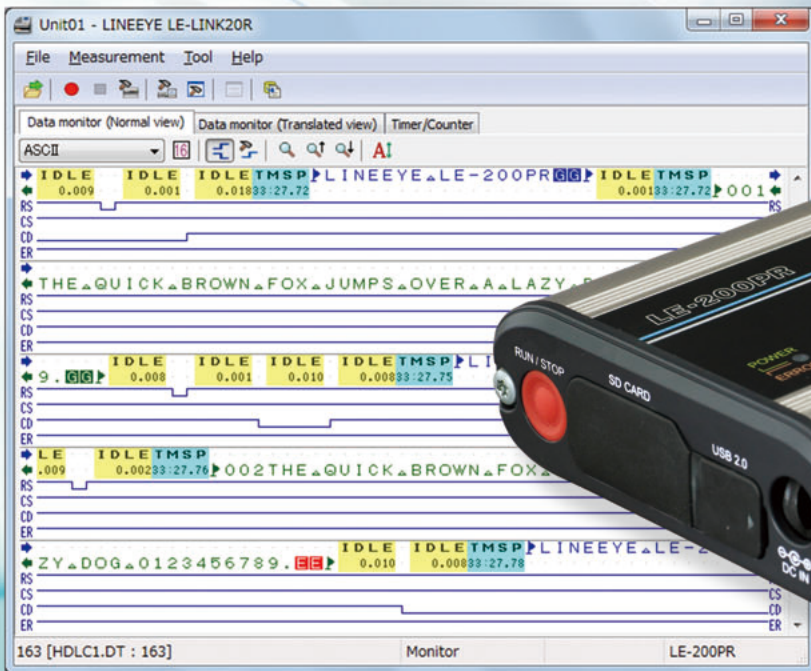 Unit01 - LINEEYE LE-LINK20R
File Measurement Tool Help
Data monitor (Normal view) Data monitor (Translated view) Timer/Counter
ASCII 16 A
IDLE IDLE IDLE TMSP LINEEYE LE-200PR GG IDLE TMSP
0.009 0.001 0.018 33:27.72 0.001 33:27.72 001
RS RS
CS
CD
ER
THE QUICK BROWN FOX JUMPS OVER A LAZY
RS
CS
CD
ER
IDLE IDLE IDLE IDLE TMSP LI
9. GG 0.008 0.001 0.010 0.008 33:27.75
RS
CS
CD
ER
LE IDLE TMSP
.009 0.002 33:27.76 002THE QUICK BROWN FOX
RS
CS
CD
ER
IDLE IDLE TMSP LINEEYE LE-2
ZY DOG 0123456789. EE 0.010 0.008 33:27.78
RS
CS CS
CD CD
ER ER
163 [HDLC1.DT : 163] Monitor LE-200PR
LE-200PR
POWER
RUN / STOP
SD CARD
USB 2.0
DC IN